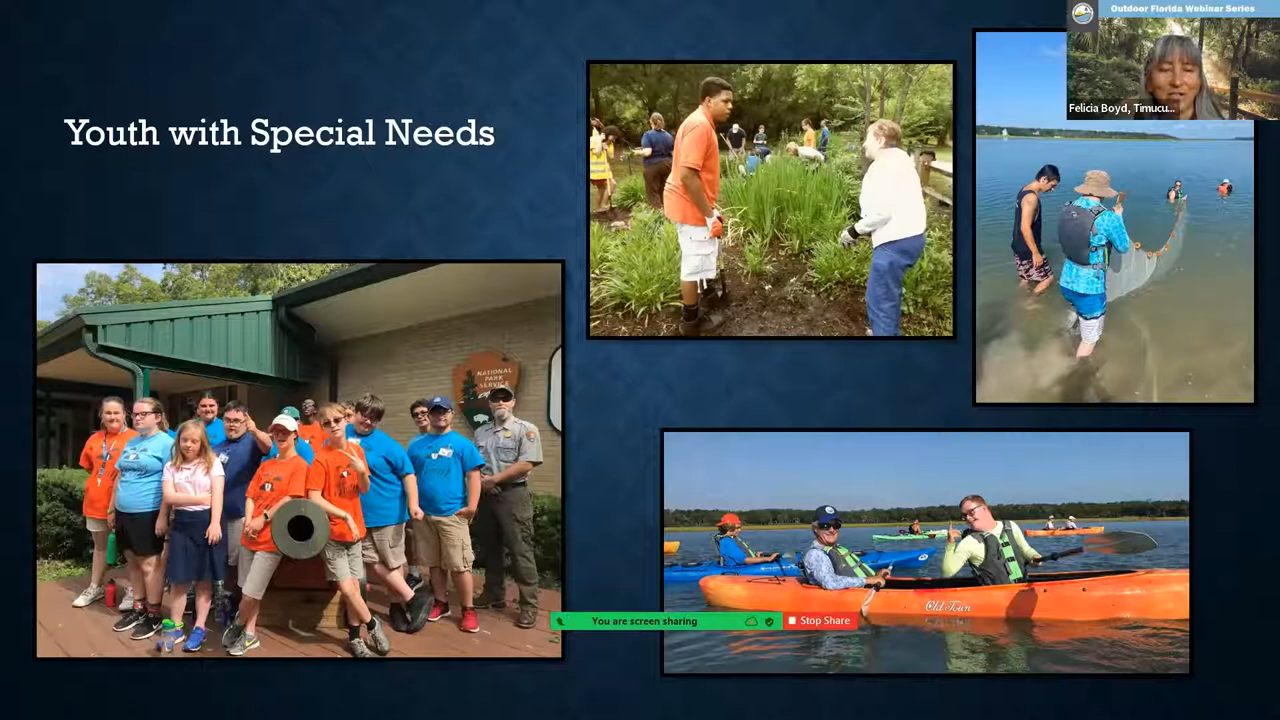 Outdoor Florida Webinar Series
Felicia Boyd, Timucu...
Youth with Special Needs
NATIONAL
PARK
SERVICE
Old Town
You are screen sharing
Stop Share